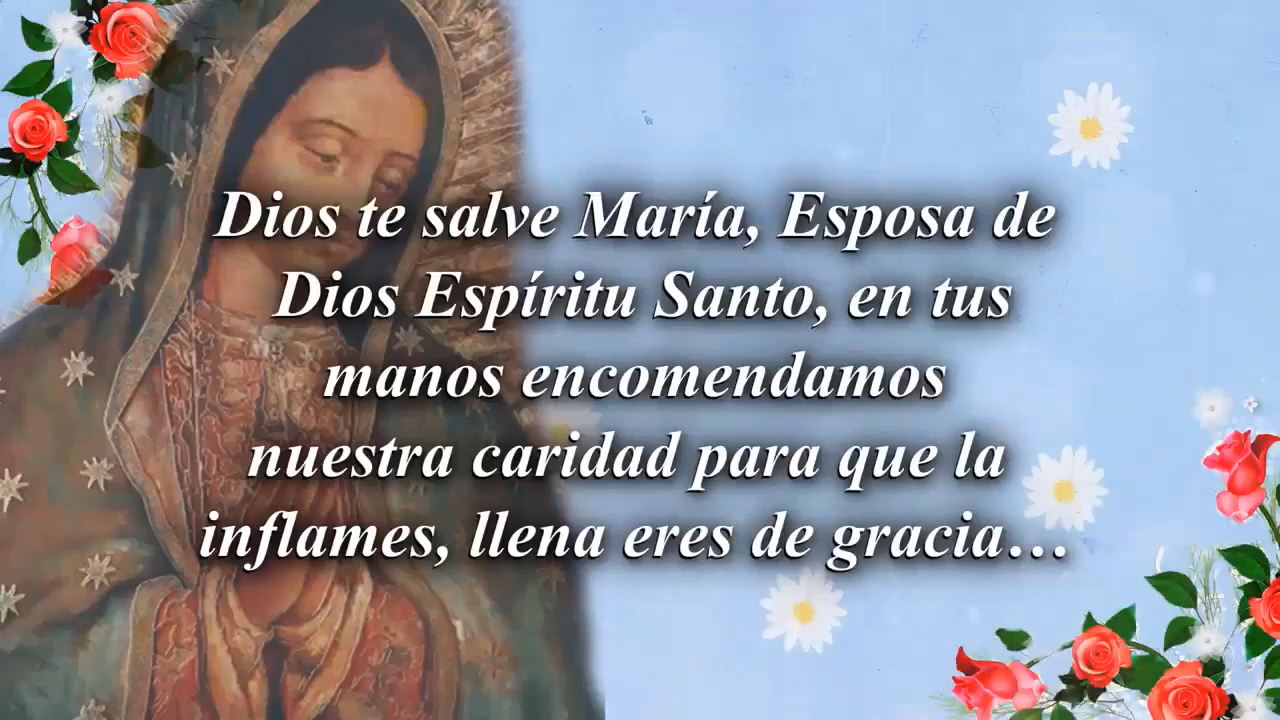 Dios te salve María, Esposa de
Dios Espíritu Santo, en tus
manos encomendamos
nuestra caridad para que la
inflames, llena eres de gracia…